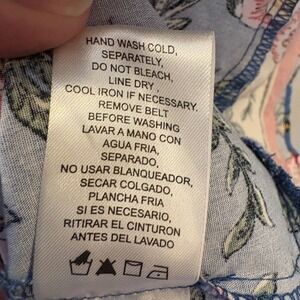 HAND WASH COLD,
SEPARATELY,
DO NOT BLEACH,
LINE DRY ,
COOL IRON IF NECESSARY.
REMOVE BELT
BEFORE WASHING
LAVAR A MANO CON
AGUA FRIA,
SEPARADO,
NO USAR BLANQUEADOR,
SECAR COLGADO,
PLANCHA FRIA
SI ES NECESARIO,
RITIRAR EL CINTURON
ANTES DEL LAVADO